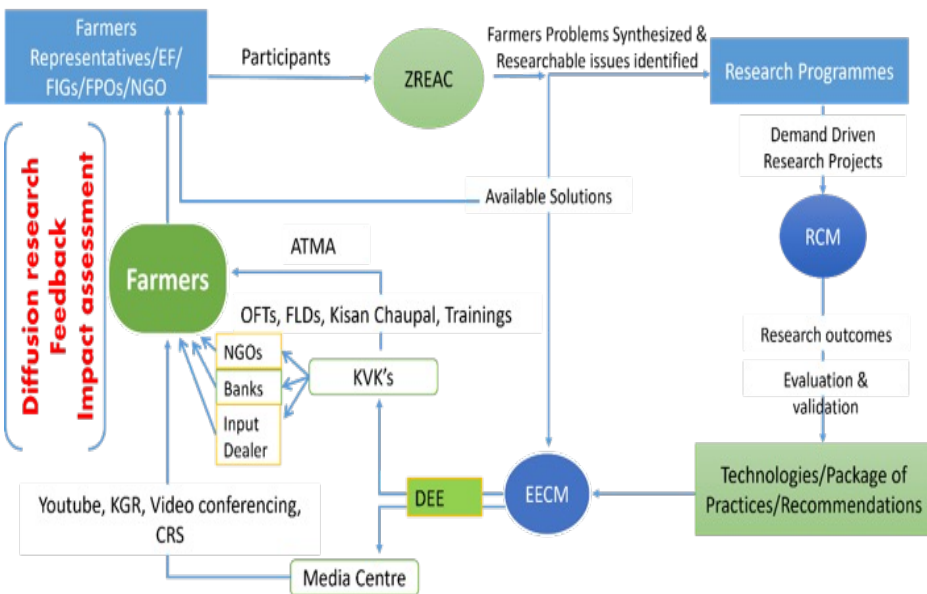 Farmers
Representatives/EF/
FIGs/FPOs/NGO
Participants
ZREAC
Farmers Problems Synthesized &
Researchable issues identified
Research Programmes
Demand Driven
Research Projects
Available Solutions
RCM
Diffusion research
Feedback
Impact assessment
Farmers
ATMA
OFTs, FLDs, Kisan Chaupal, Trainings
NGOs
Banks
Input
Dealer
KVK's
Research outcomes
Evaluation &
validation
Technologies/Package of
Practices/Recommendations
EECM
DEE
Youtube, KGR, Video conferencing,
CRS
Media Centre